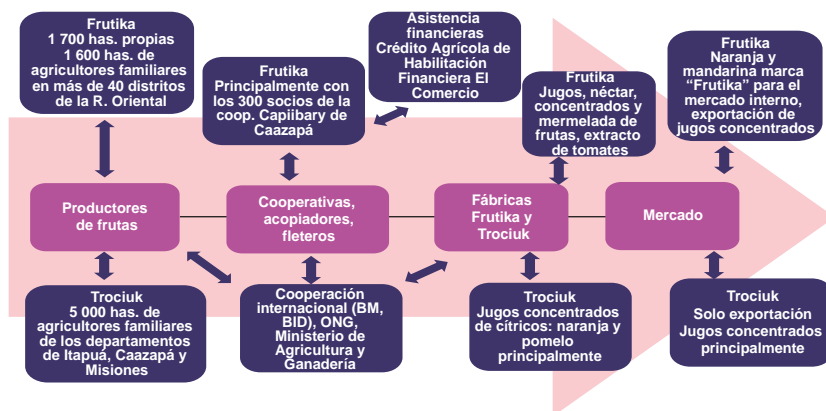 Frutika
1 700 has. propias
1 600 has. de
agricultores familiares
en más de 40 distritos
de la R. Oriental
Frutika
Principalmente con
los 300 socios de la
coop. Capiibary de
Caazapá
Asistencia
financieras
Crédito Agrícola de
Habilitación
Financiera El
Comercio
Frutika
Jugos, néctar,
concentrados y
mermelada de
frutas, extracto
de tomates
Frutika
Naranja y
mandarina marca
“Frutika” para el
mercado interno,
exportación de
jugos concentrados
Productores
de frutas
Cooperativas,
acopiadores,
fleteros
Fábricas
Frutika y
Trociuk
Mercado
Trociuk
5 000 has. de
agricultores familiares
de los departamentos
de Itapuá, Caazapá y
Misiones
Cooperación
internacional (BM,
BID), ONG,
Ministerio de
Agricultura y
Ganadería
Trociuk
Jugos concentrados
de cítricos: naranja y
pomelo
principalmente
Trociuk
Solo exportación
Jugos concentrados
principalmente